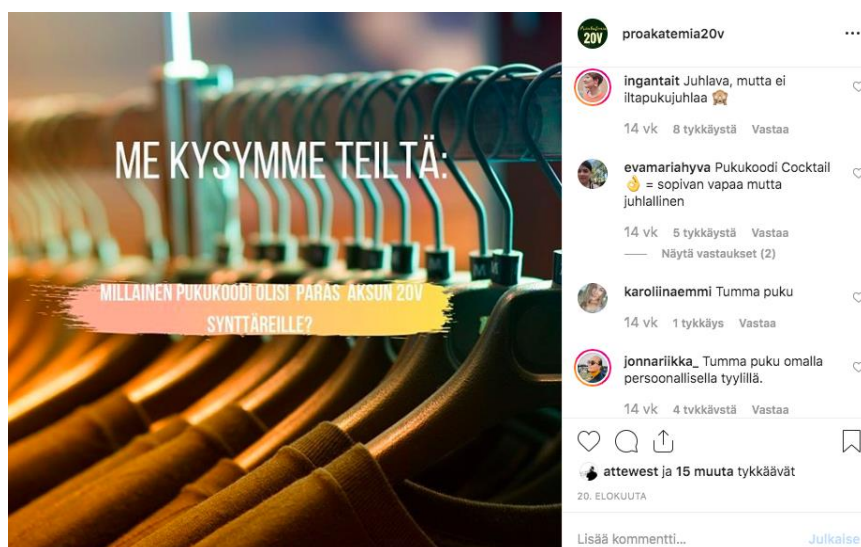 ME KYSYMME TEILTÄ:
MILLAINEN PUKUKOODI OLISI PARAS AKSUN 20V
SYNTTÄREILLE?
M
M
20V
proakatemia20v
ingantait Juhlava, mutta ei
iltapukujuhlaa 🙈
14 vk 8 tykkäystä Vastaa
evamariahyva Pukukoodi Cocktail
👌 = sopivan vapaa mutta
juhlallinen
14 vk 5 tykkäystä Vastaa
Näytä vastaukset (2)
karoliinaemmi Tumma puku
14 vk 1 tykkäys Vastaa
jonnariikka_ Tumma puku omalla
persoonallisella tyylillä.
14 vk 4 tykkäystä Vastaa
attewest ja 15 muuta tykkäävät
20. ELOKUUTA
Lisää kommentti... Julkaise